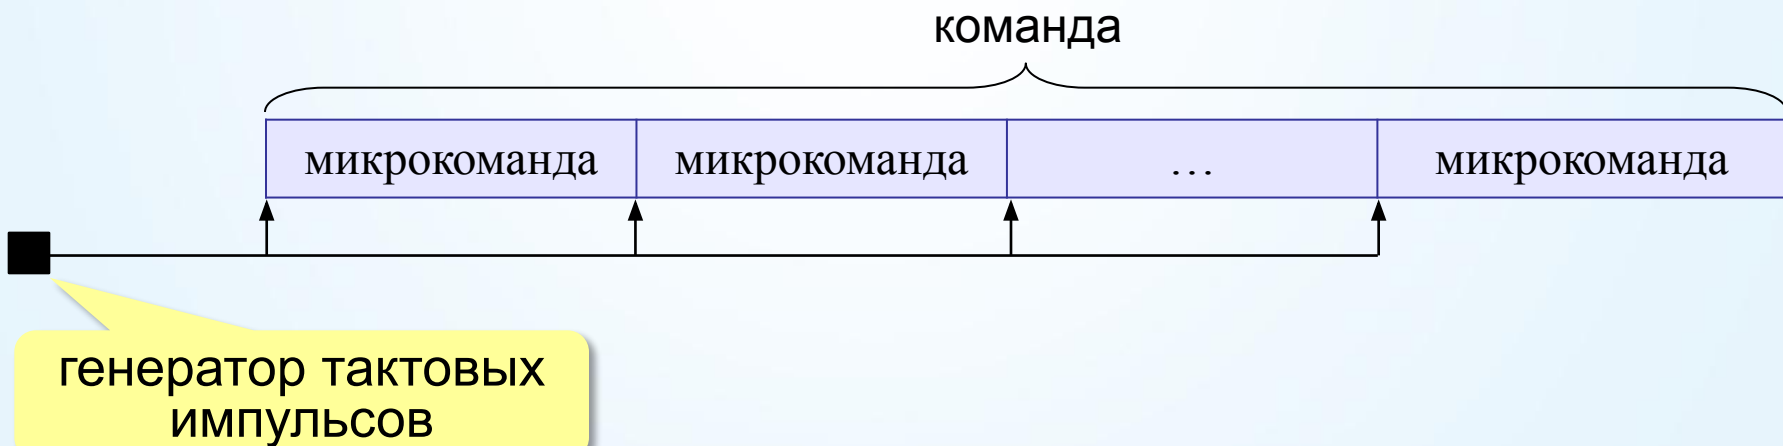 команда
микрокоманда микрокоманда … микрокоманда
генератор тактовых
импульсов